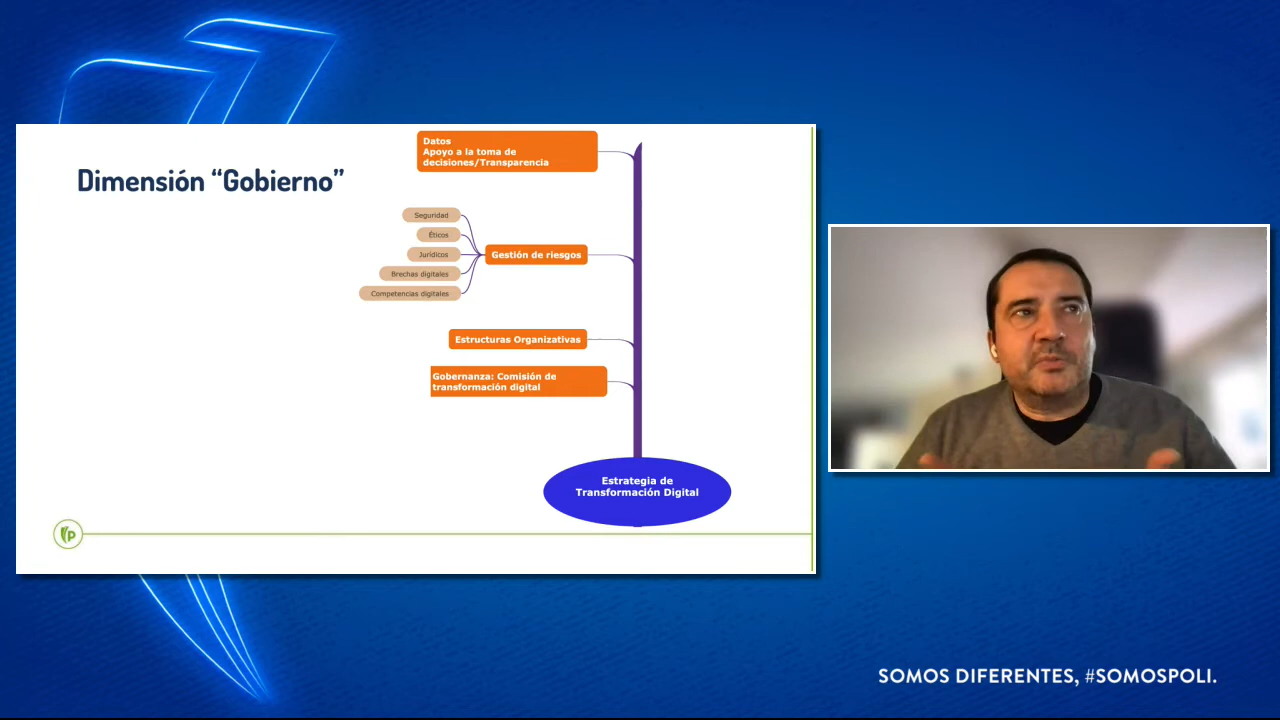 Dimensión “Gobierno”
Datos
Apoyo a la toma de
decisiones/Transparencia
Seguridad
Éticos
Jurídicos
Brechas digitales
Competencias digitales
Gestión de riesgos
Estructuras Organizativas
Gobernanza: Comisión de
transformación digital
Estrategia de
Transformación Digital
P
SOMOS DIFERENTES, #SOMOSPOLI.